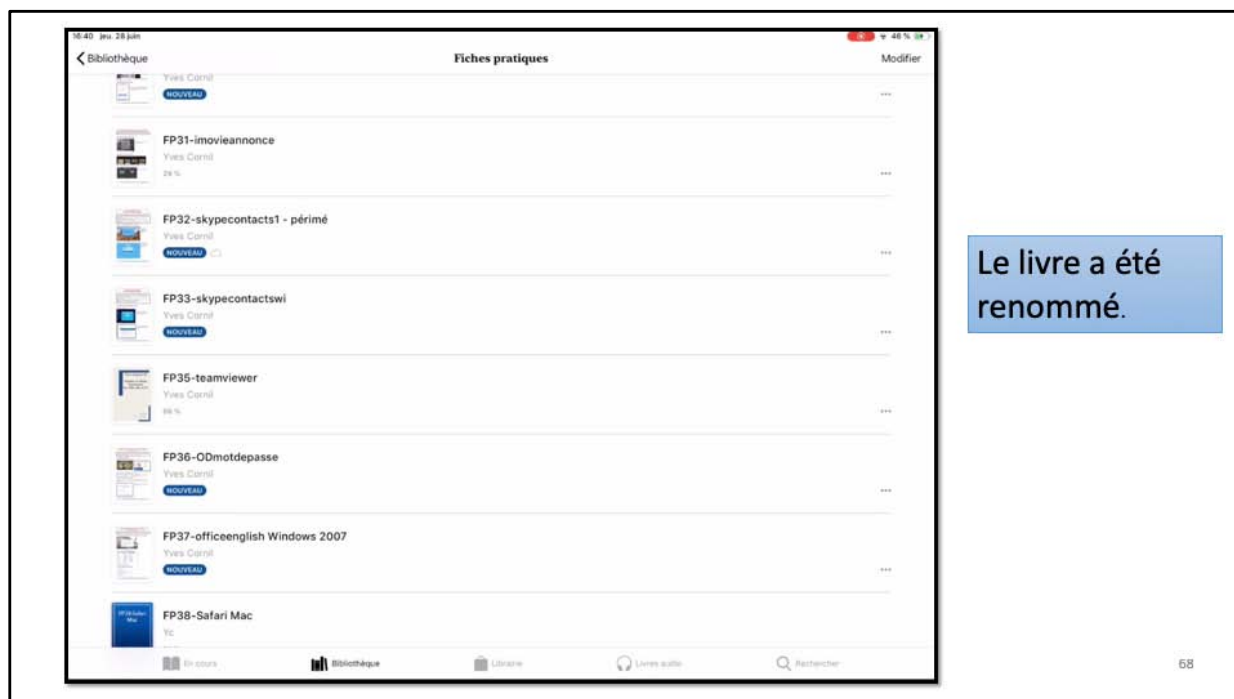 16:40 jeu. 28 juin
46 %
Bibliothèque
Fiches pratiques
Modifier
Yves Cornil
NOUVEAU
FP31-imovieannonce
Yves Cornil
FP32-skypecontacts1 - périmé
Yves Cornil
NOUVEAU
FP33-skypecontactswi
Yves Cornil
NOUVEAU
FP35-teamviewer
Yves Cornil
FP36-ODmotdepasse
Yves Cornil
NOUVEAU
FP37-officeenglish Windows 2007
Yves Cornil
NOUVEAU
FP38-Safari Mac
Yc
En cours
Bibliothèque
Librairie
Livres audio
Rechercher
Le livre a été
renommé.
68